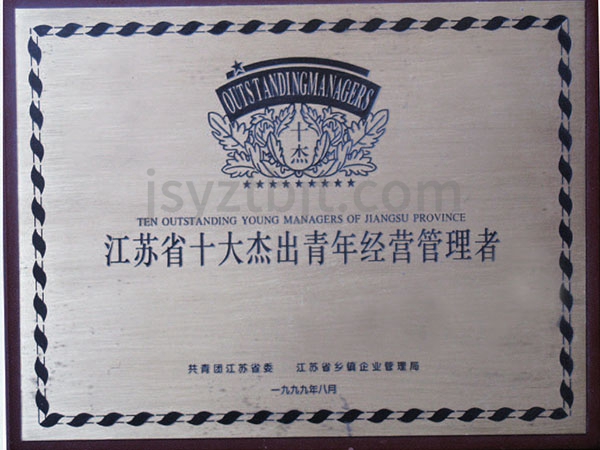 OUTSTANDINGMANAGERS
十
杰
jsyztbjt.com
TEN OUTSTANDING YOUNG MANAGERS OF JIANGSU PROVINCE
江苏省十大杰出青年经营管理者
共青团江苏省委 江苏省乡镇企业管理局
一九九九年八月